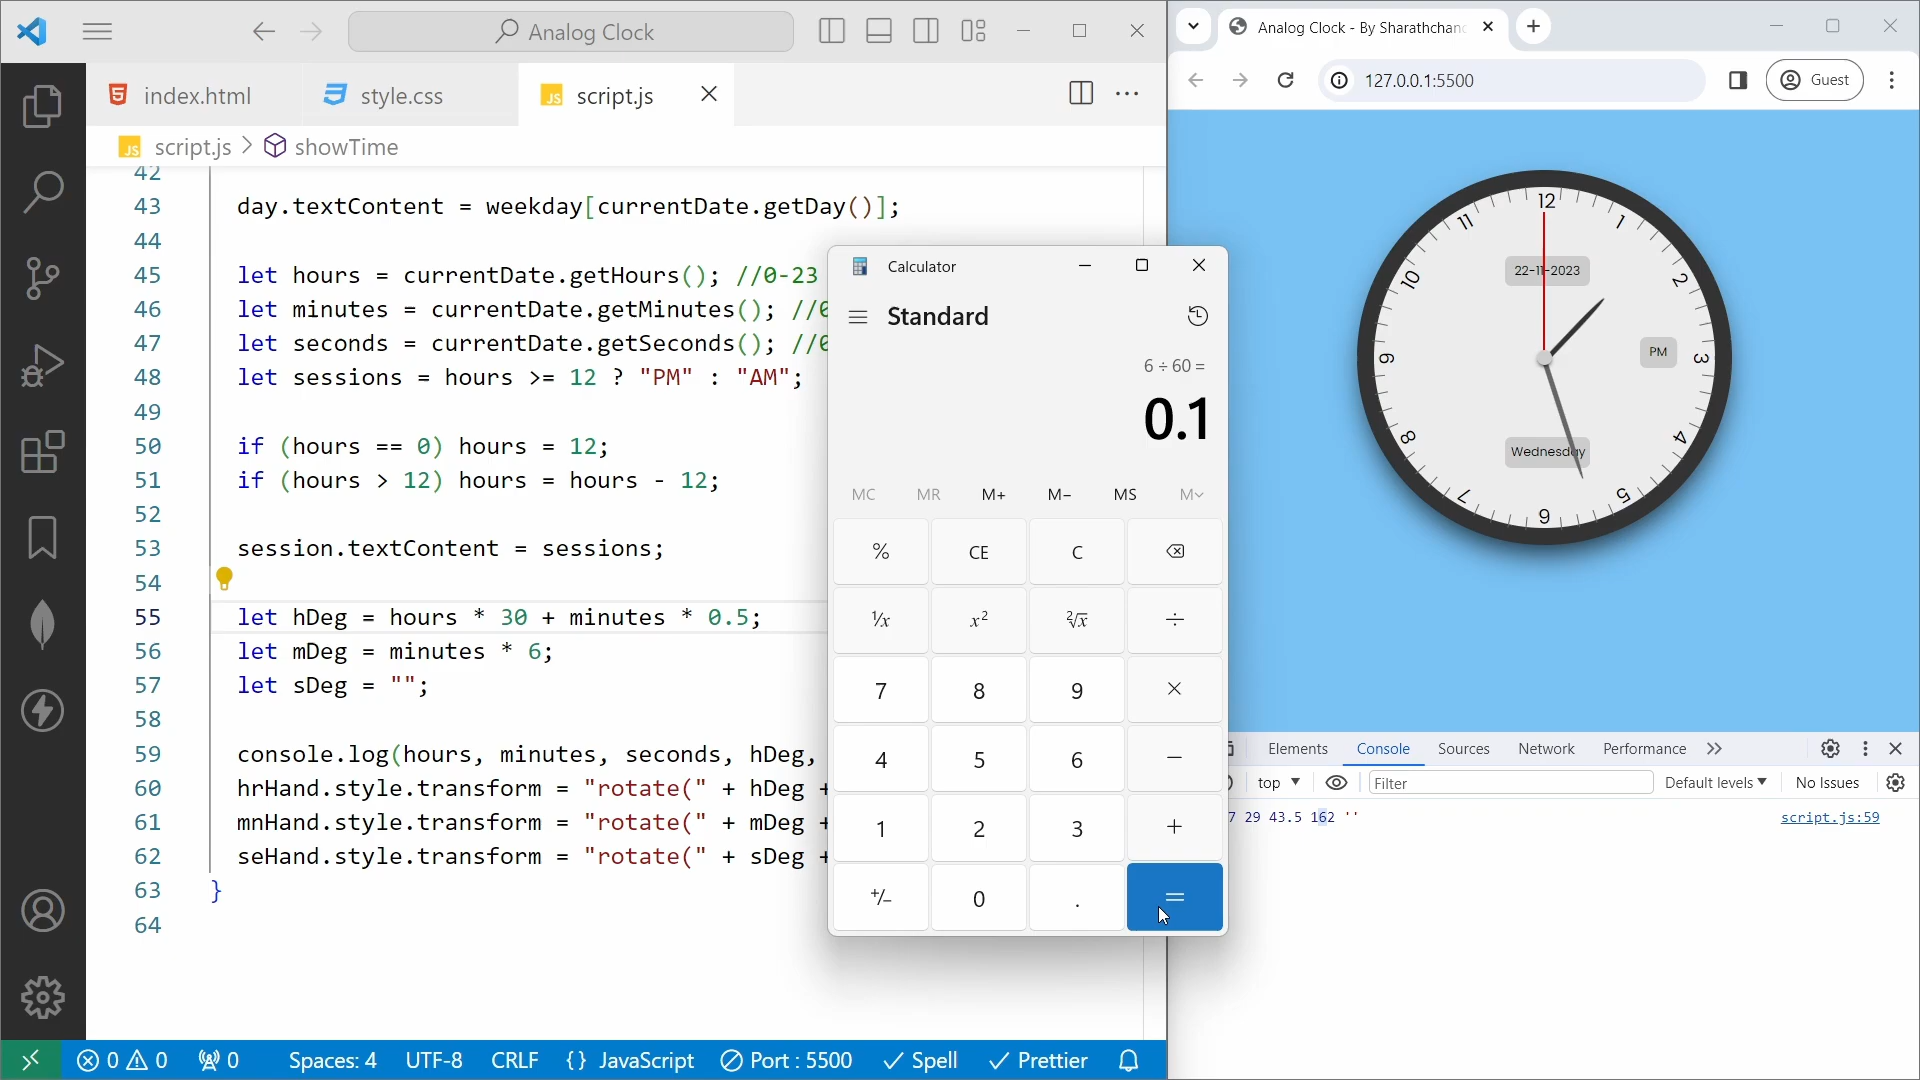 Analog Clock
index.html
style.css
JS script.js
JS script.js > showTime
42
43 day.textContent = weekday[currentDate.getDay()];
44
45 let hours = currentDate.getHours(); //0-23
46 let minutes = currentDate.getMinutes(); //0
47 let seconds = currentDate.getSeconds(); //0
48 let sessions = hours >= 12 ? "PM" : "AM";
49
50 if (hours == 0) hours = 12;
51 if (hours > 12) hours = hours - 12;
52
53 session.textContent = sessions;
54
55 let hDeg = hours * 30 + minutes * 0.5;
56 let mDeg = minutes * 6;
57 let sDeg = "";
58
59 console.log(hours, minutes, seconds, hDeg,
60 hrHand.style.transform = "rotate(" + hDeg +
61 mnHand.style.transform = "rotate(" + mDeg +
62 seHand.style.transform = "rotate(" + sDeg +
63 }
64
0 0 0 Spaces: 4 UTF-8 CRLF {} JavaScript Port : 5500 Spell Prettier
Calculator
Standard
6 ÷ 60 =
0.1
MC MR M+ M− MS M
% CE C
1/x x² ²√x ÷
7 8 9 ×
4 5 6 −
1 2 3 +
+/− 0 . =
Analog Clock - By Sharathchan
127.0.0.1:5500
Guest
12
1
2
3
4
5
6
7
8
9
10
11
22-11-2023
PM
Wednesday
Elements Console Sources Network Performance
top Filter Default levels No Issues
7 29 43.5 162 '' script.js:59